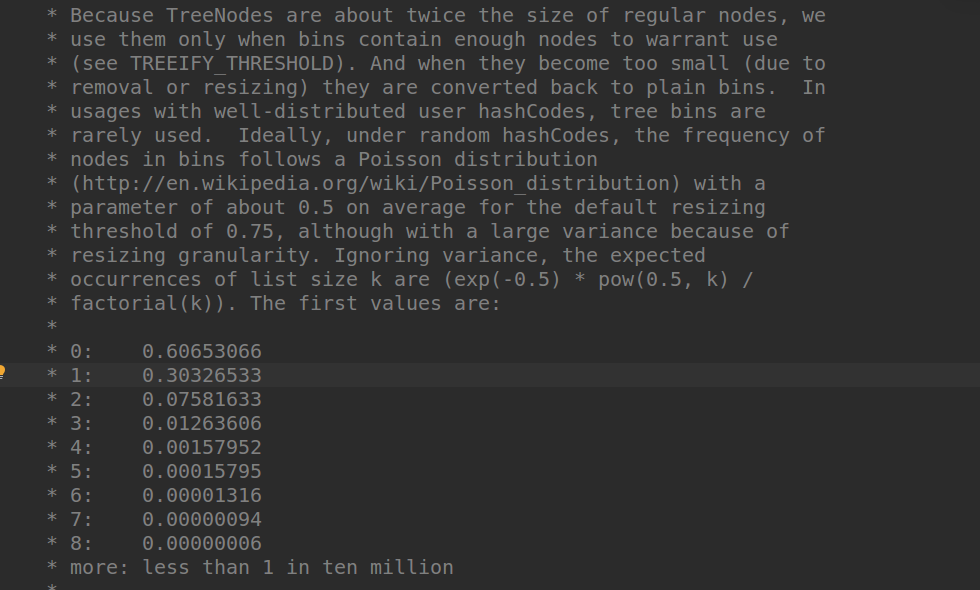 * Because TreeNodes are about twice the size of regular nodes, we
* use them only when bins contain enough nodes to warrant use
* (see TREEIFY_THRESHOLD). And when they become too small (due to
* removal or resizing) they are converted back to plain bins.  In
* usages with well-distributed user hashCodes, tree bins are
* rarely used.  Ideally, under random hashCodes, the frequency of
* nodes in bins follows a Poisson distribution
* (http://en.wikipedia.org/wiki/Poisson_distribution) with a
* parameter of about 0.5 on average for the default resizing
* threshold of 0.75, although with a large variance because of
* resizing granularity. Ignoring variance, the expected
* occurrences of list size k are (exp(-0.5) * pow(0.5, k) /
* factorial(k)). The first values are:
*
* 0:    0.60653066
* 1:    0.30326533
* 2:    0.07581633
* 3:    0.01263606
* 4:    0.00157952
* 5:    0.00015795
* 6:    0.00001316
* 7:    0.00000094
* 8:    0.00000006
* more: less than 1 in ten million
*